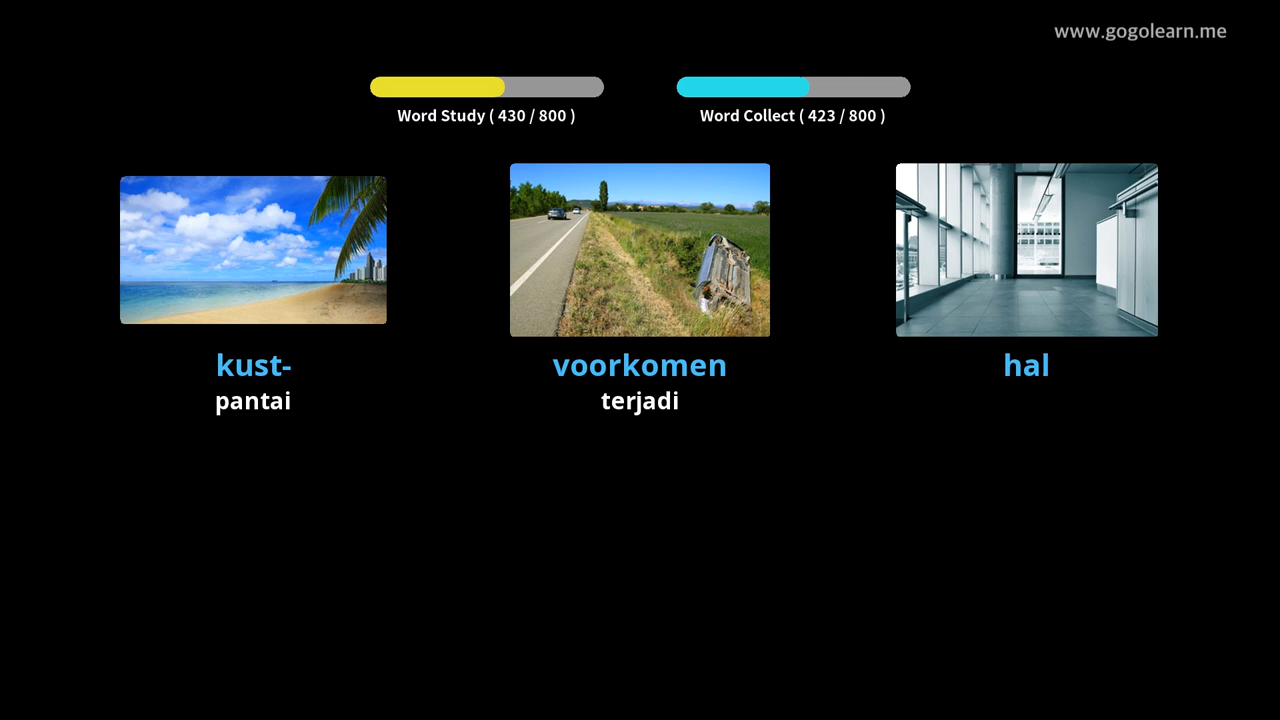 www.gogolearn.me
Word Study ( 430 / 800 )
Word Collect ( 423 / 800 )
kust-
pantai
voorkomen
terjadi
hal